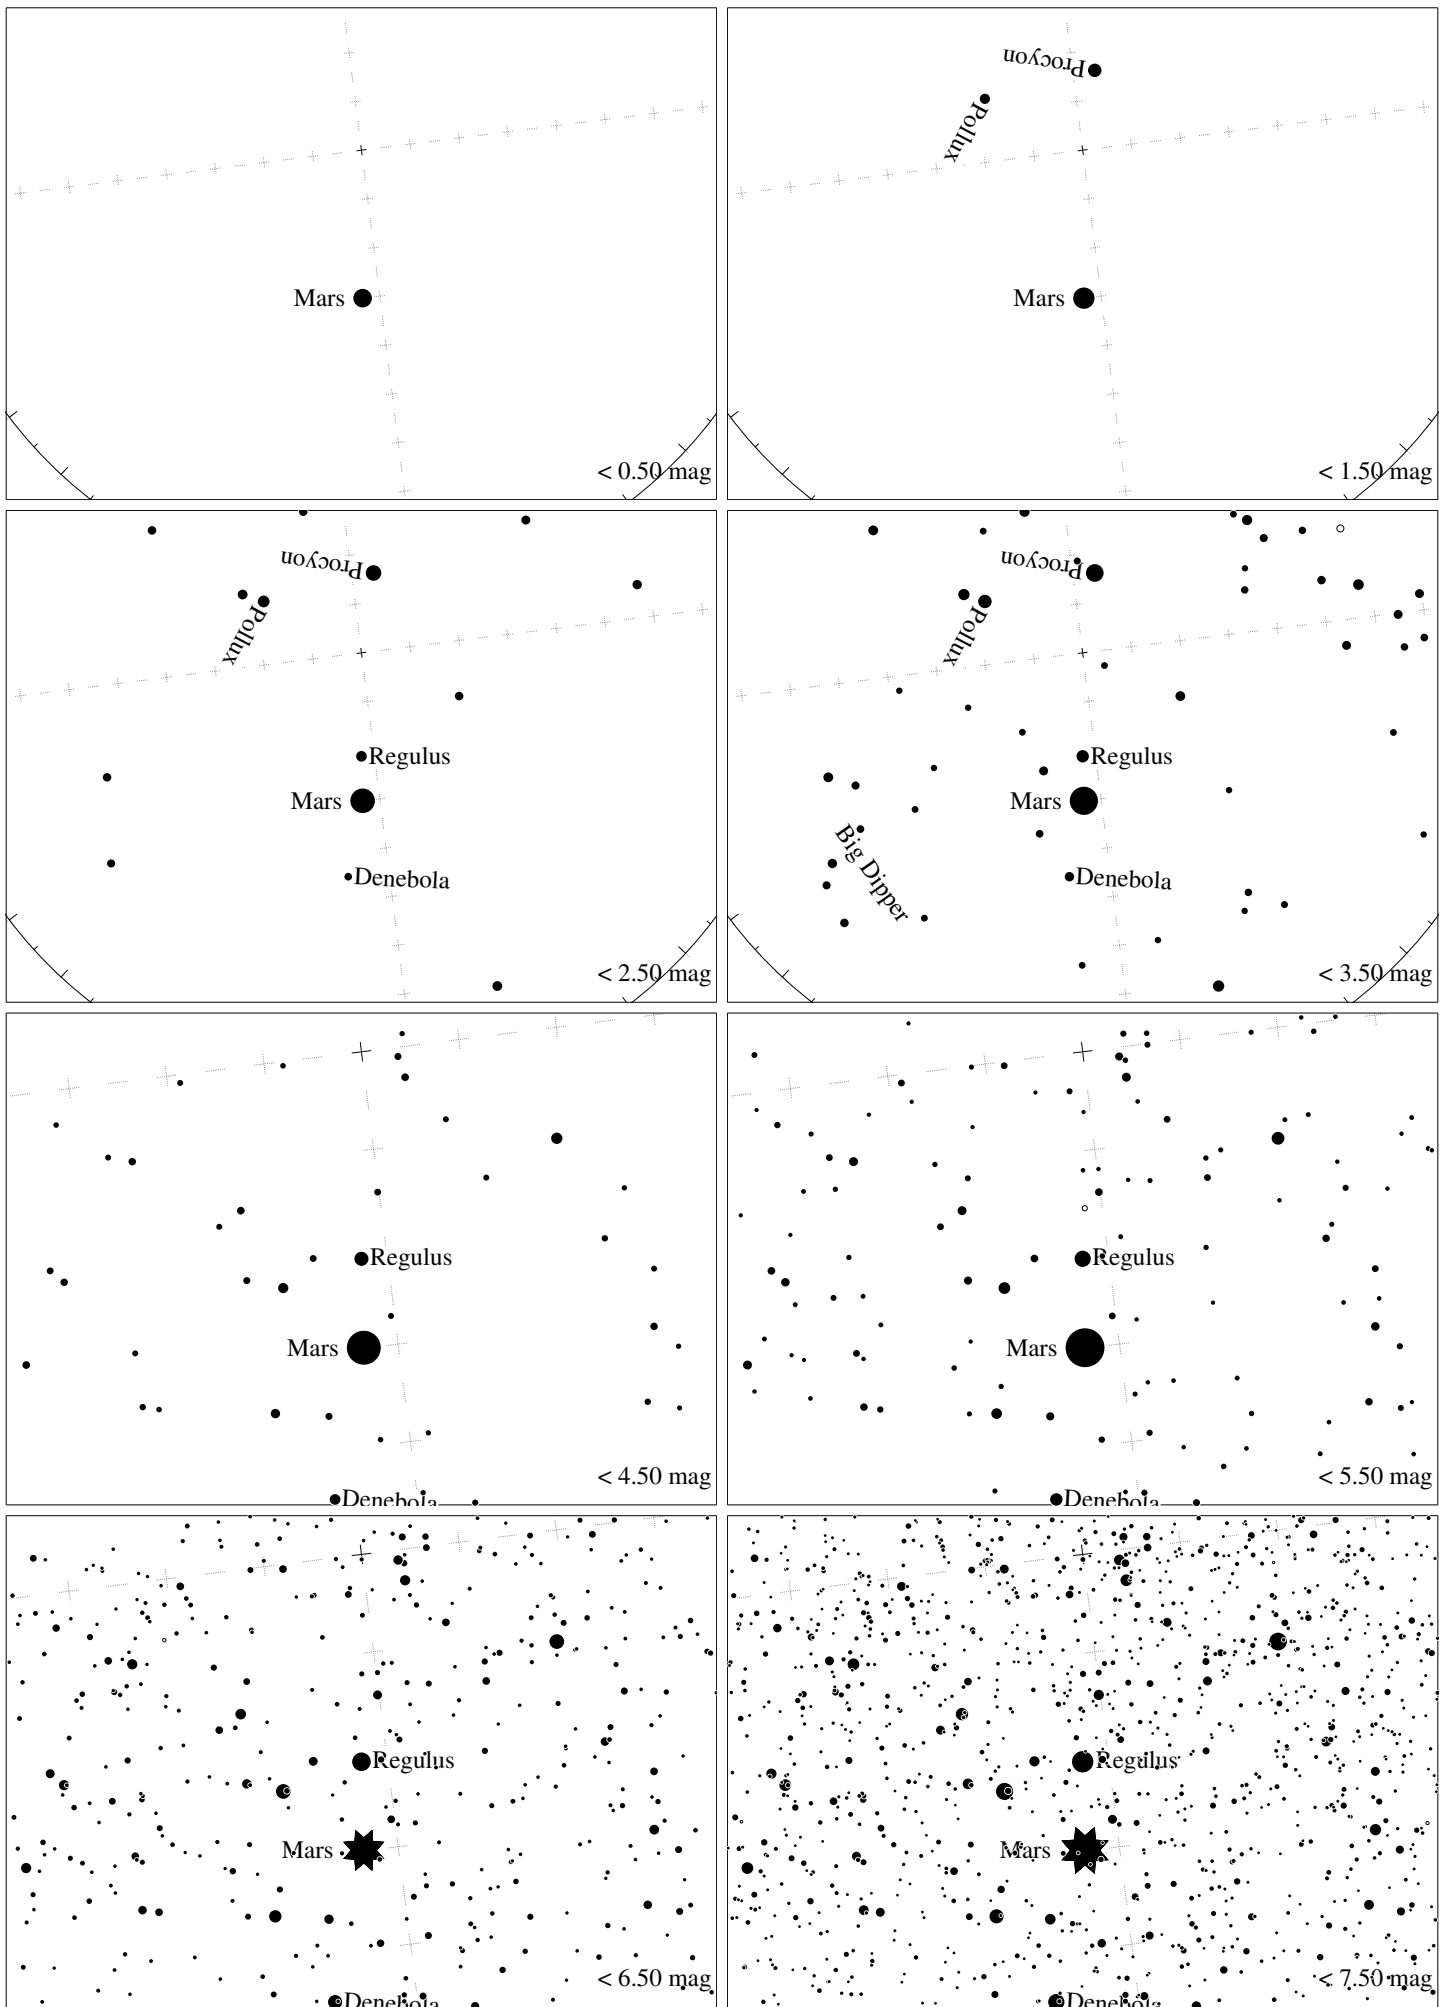 Mars
< 0.50 mag
Procyon
Pollux
Mars
< 1.50 mag
Procyon
Pollux
Regulus
Mars
Denebola
< 2.50 mag
Procyon
Pollux
Regulus
Mars
Big Dipper
Denebola
< 3.50 mag
Regulus
Mars
< 4.50 mag
Denebola
Regulus
Mars
< 5.50 mag
Denebola
Regulus
Mars
< 6.50 mag
Denebola
Regulus
Mars
< 7.50 mag
Denebola